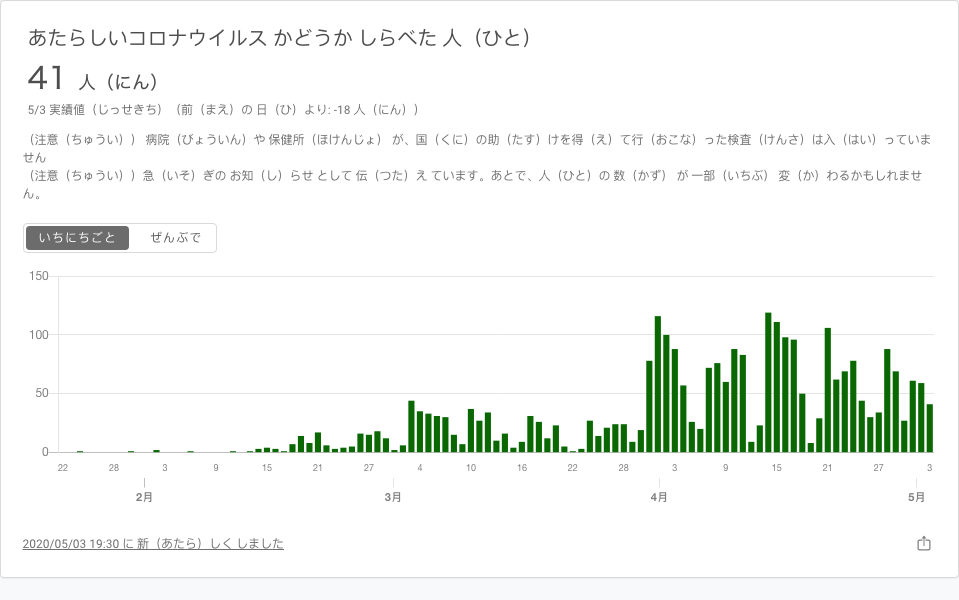 あたらしいコロナウイルス かどうか しらべた 人（ひと）
41 人（にん）
5/3 実績値（じっせきち）（前（まえ）の 日（ひ）より: -18 人（にん））
（注意（ちゅうい）） 病院（びょういん）や 保健所（ほけんじょ） が、国（くに）の助（たす）けを得（え）て行（おこな）った検査（けんさ）は入（はい）っていま
せん
（注意（ちゅうい））急（いそ）ぎの お知（し）らせ として 伝（つた）え ています。あとで、人（ひと）の 数（かず） が 一部（いちぶ） 変（か）わるかもしれませ
ん。
いちにちごと ぜんぶで
150
100
50
0
22 28 3 9 15 21 27 4 10 16 22 28 3 9 15 21 27 3
2月 3月 4月 5月
2020/05/03 19:30 に 新（あたら）しく しました